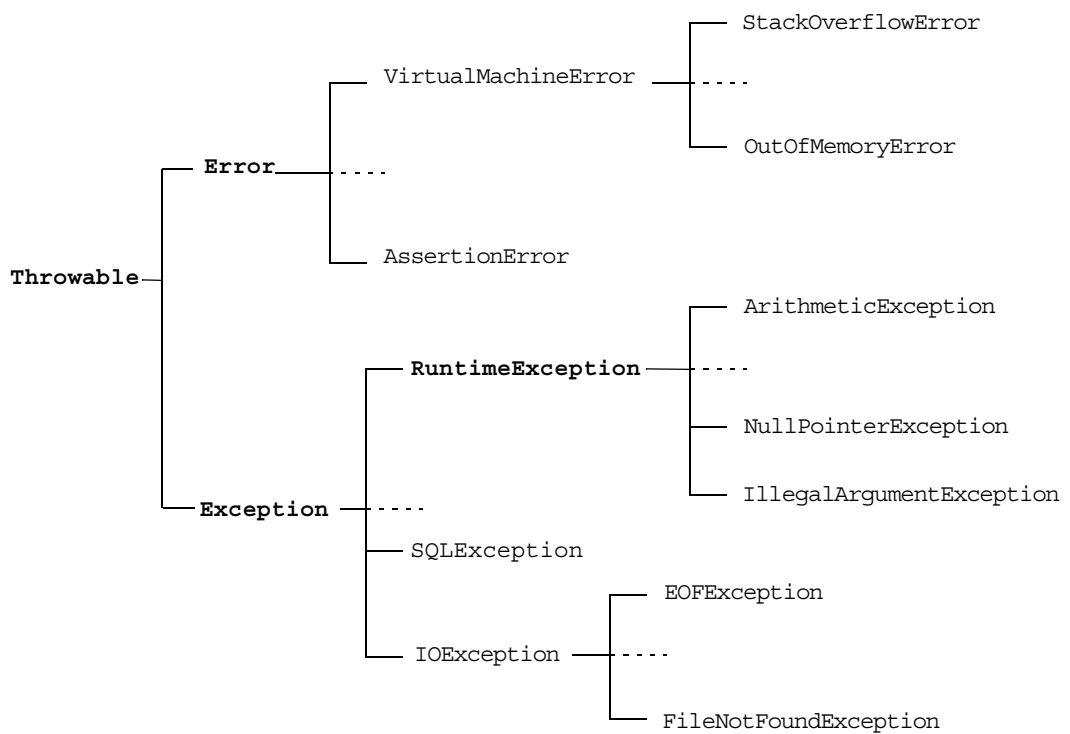 StackOverflowError
VirtualMachineError
OutOfMemoryError
Error
AssertionError
Throwable
ArithmeticException
RuntimeException
NullPointerException
IllegalArgumentException
Exception
SQLException
EOFException
IOException
FileNotFoundException